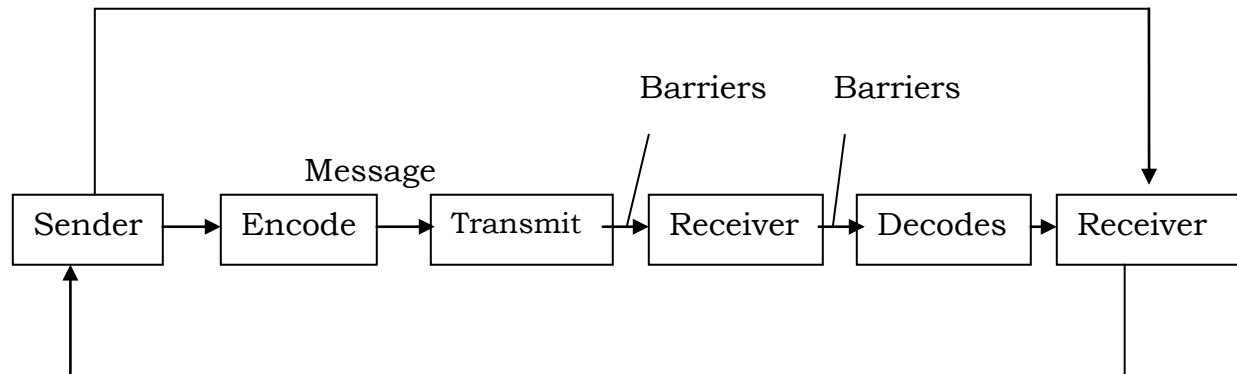 Barriers Barriers
Message
Sender Encode Transmit Receiver Decodes Receiver